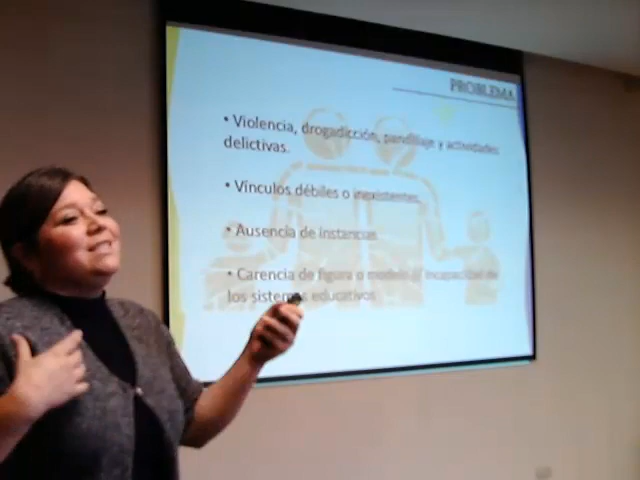 PROBLEMA
• Violencia, drogadicción, pandillaje y actividades
delictivas.
• Vínculos débiles o inexistentes.
• Ausencia de instancias
• Carencia de figura o modelo incapacidad de
los sistemas educativos